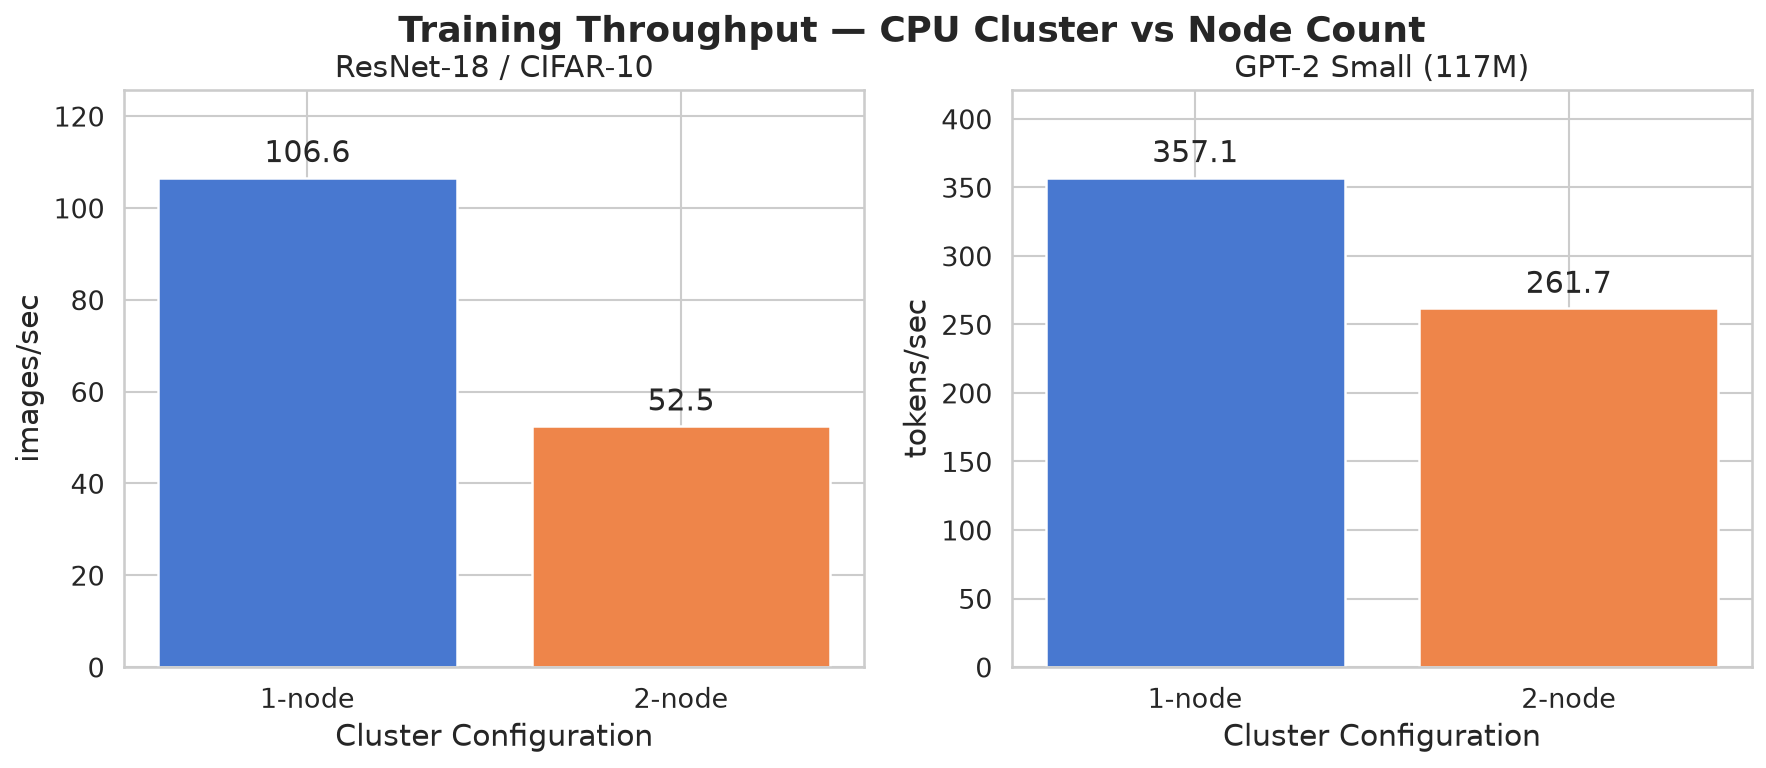 Training Throughput — CPU Cluster vs Node Count
ResNet-18 / CIFAR-10
120
100
80
60
40
20
0
images/sec
106.6
52.5
1-node
2-node
Cluster Configuration
GPT-2 Small (117M)
400
350
300
250
200
150
100
50
0
tokens/sec
357.1
261.7
1-node
2-node
Cluster Configuration